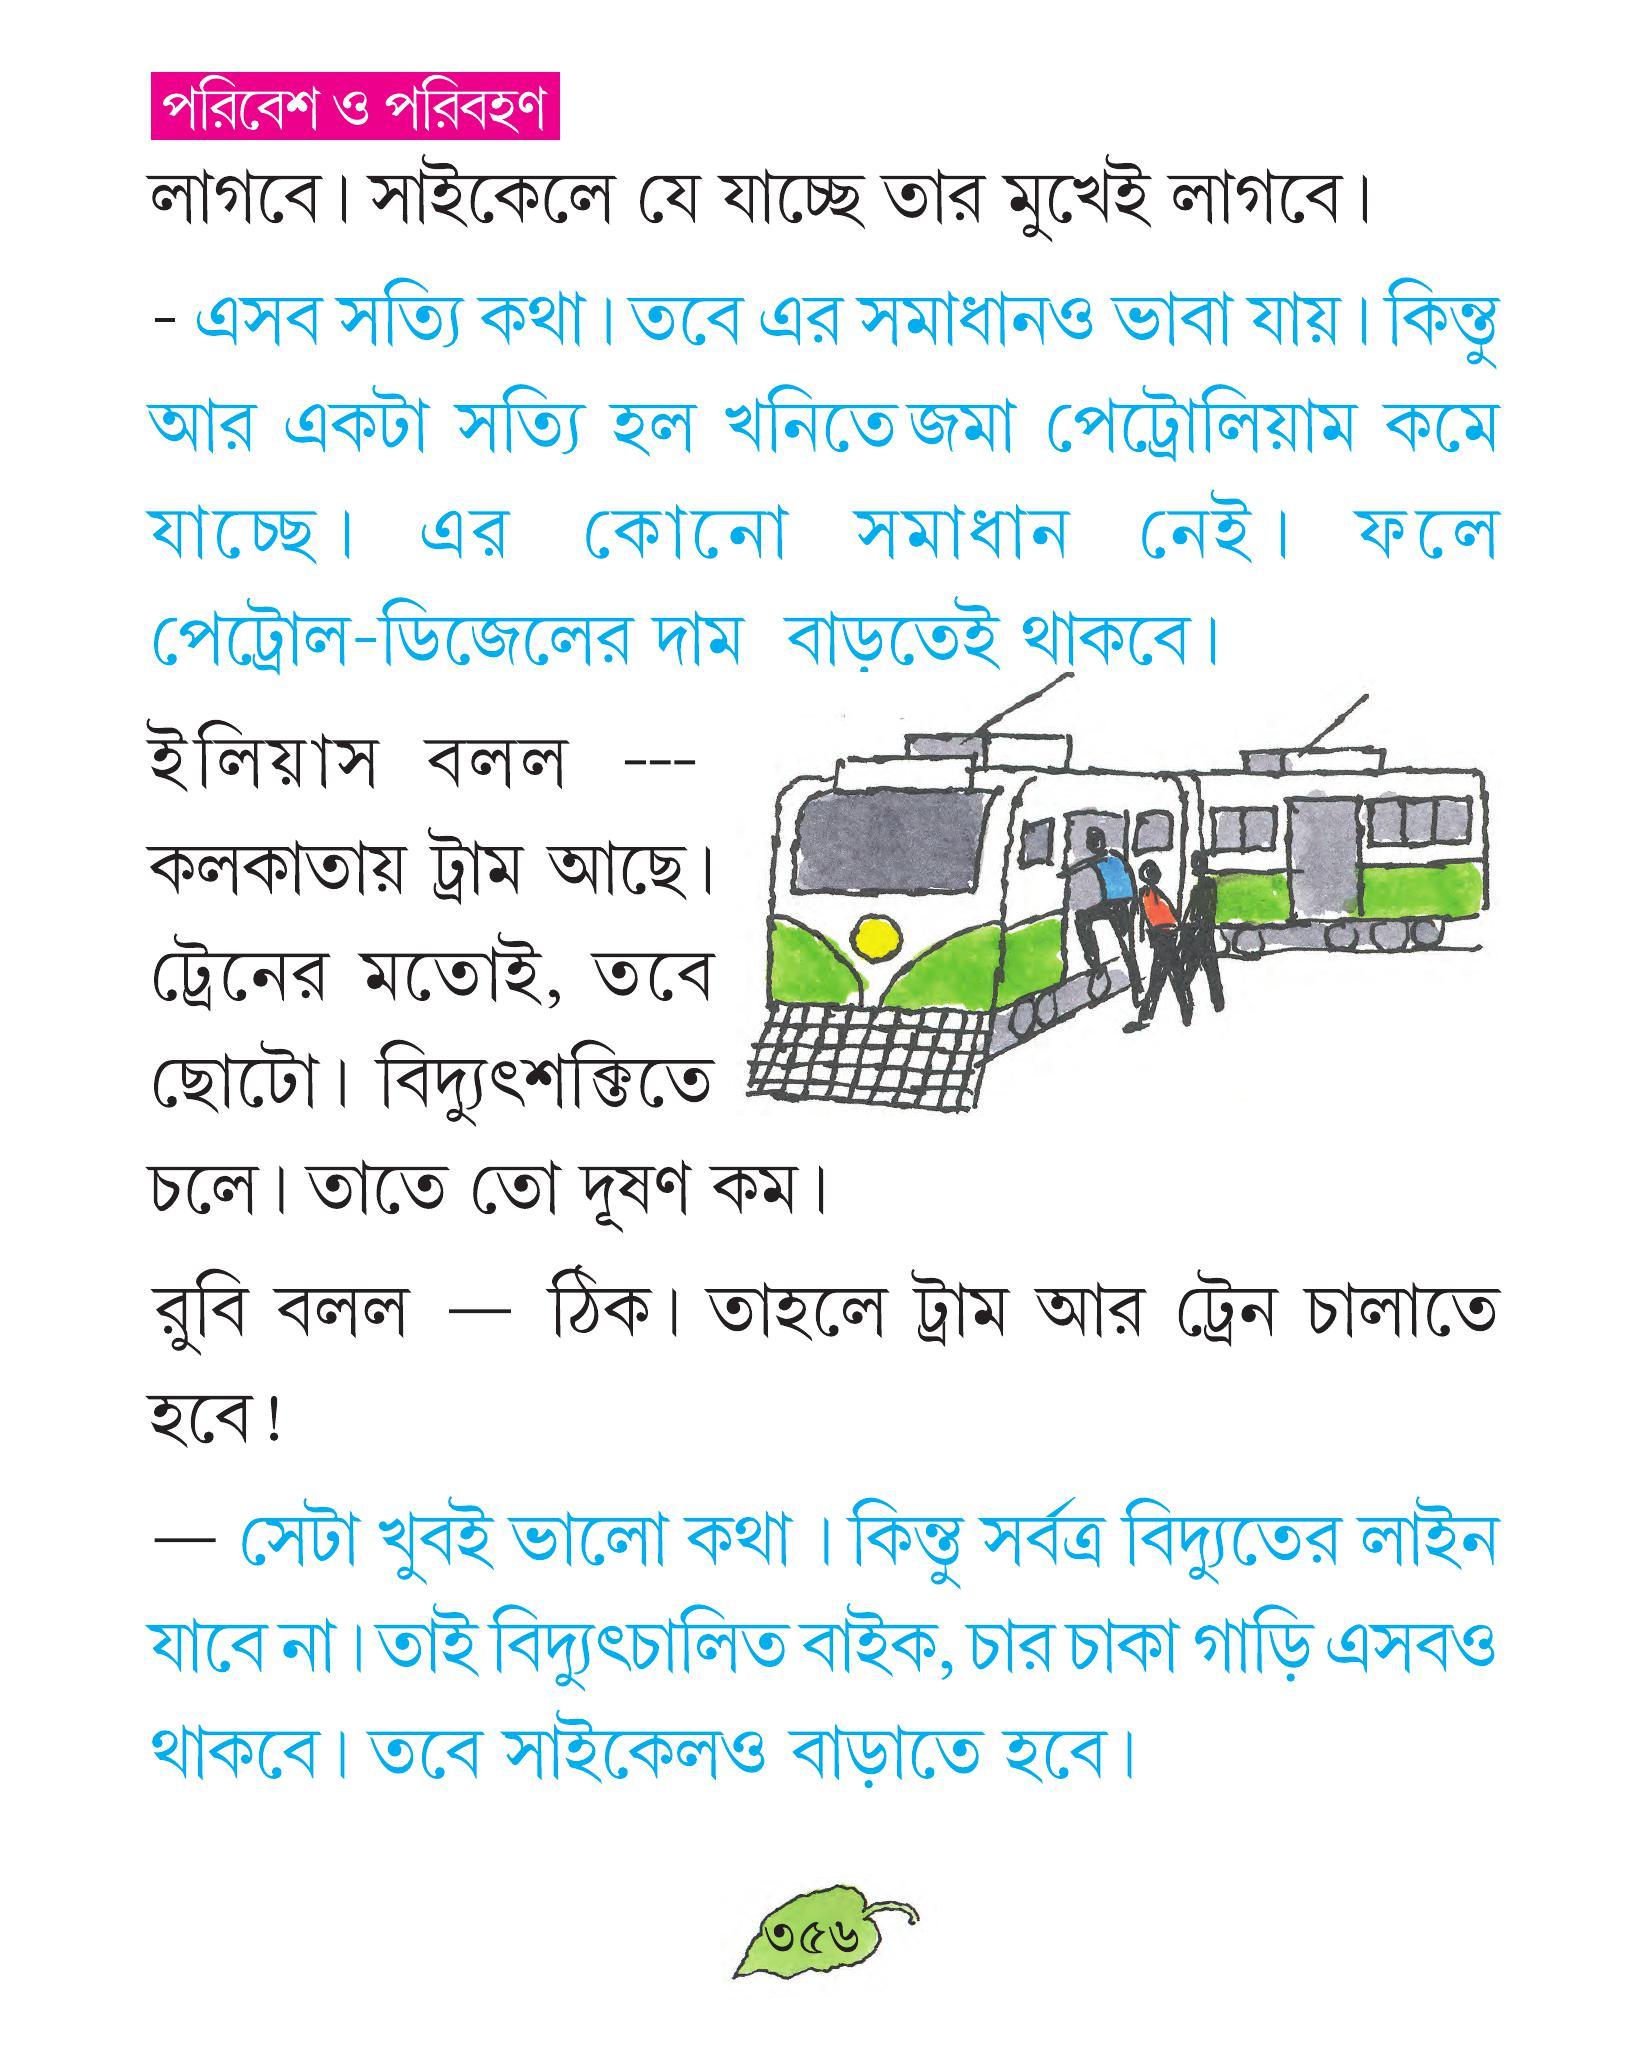 পরিবেশ ও পরিবহণ
লাগবে। সাইকেলে যে যাচ্ছে তার মুখেই লাগবে।
- এসব সত্যি কথা। তবে এর সমাধানও ভাবা যায়। কিন্তু
আর একটা সত্যি হল খনিতে জমা পেট্রোলিয়াম কমে
যাচ্ছে। এর কোনো সমাধান নেই। ফলে
পেট্রোল-ডিজেলের দাম বাড়তেই থাকবে।
ইলিয়াস বলল ---
কলকাতায় ট্রাম আছে।
ট্রেনের মতোই, তবে
ছোটো। বিদ্যুৎশক্তিতে
চলে। তাতে তো দূষণ কম।
রুবি বলল — ঠিক। তাহলে ট্রাম আর ট্রেন চালাতে
হবে!
— সেটা খুবই ভালো কথা । কিন্তু সর্বত্র বিদ্যুতের লাইন
যাবে না। তাই বিদ্যুৎচালিত বাইক, চার চাকা গাড়ি এসবও
থাকবে। তবে সাইকেলও বাড়াতে হবে।
৩৫৬